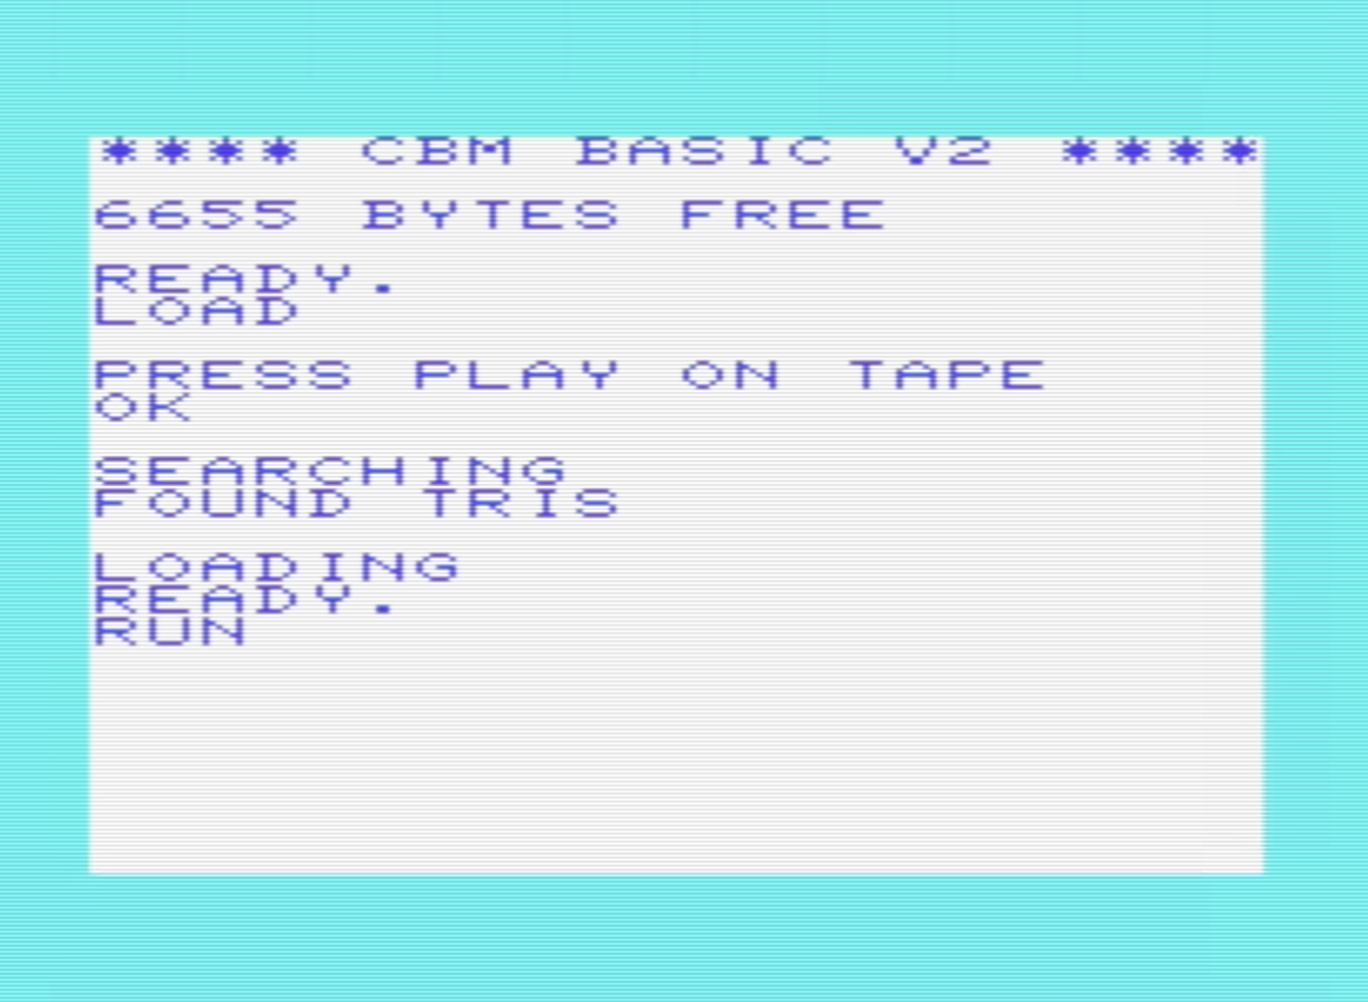 **** CBM BASIC V2 ****
6655 BYTES FREE
READY.
LOAD
PRESS PLAY ON TAPE
OK
SEARCHING
FOUND TRIS
LOADING
READY.
RUN